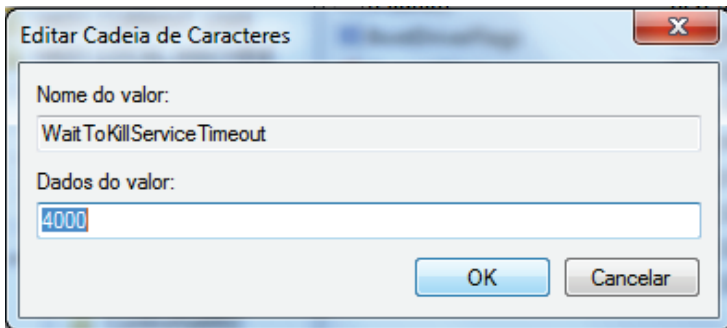 Editar Cadeia de Caracteres
Nome do valor:
WaitToKillServiceTimeout
Dados do valor:
4000
OK
Cancelar